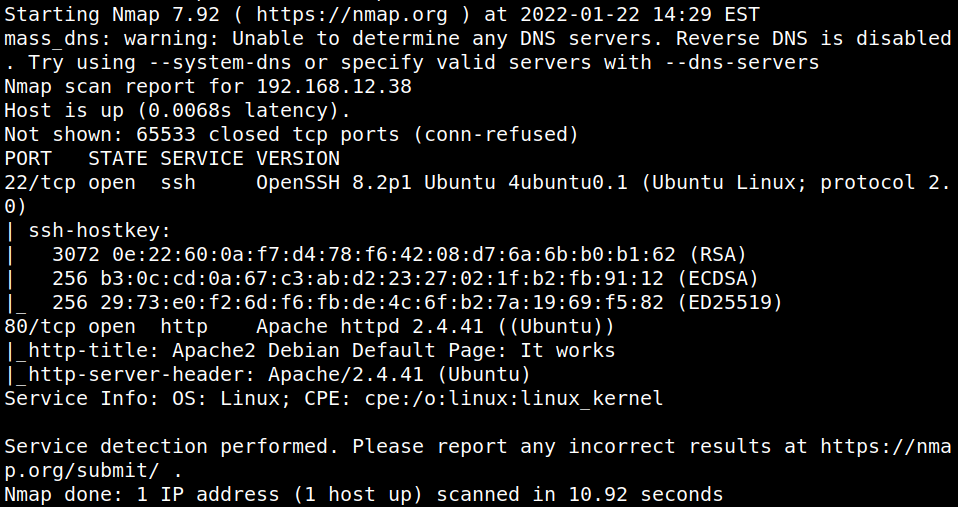 Starting Nmap 7.92 ( https://nmap.org ) at 2022-01-22 14:29 EST
mass_dns: warning: Unable to determine any DNS servers. Reverse DNS is disabled
. Try using --system-dns or specify valid servers with --dns-servers
Nmap scan report for 192.168.12.38
Host is up (0.0068s latency).
Not shown: 65533 closed tcp ports (conn-refused)
PORT   STATE SERVICE VERSION
22/tcp open  ssh     OpenSSH 8.2p1 Ubuntu 4ubuntu0.1 (Ubuntu Linux; protocol 2.
0)
| ssh-hostkey:
|   3072 0e:22:60:0a:f7:d4:78:f6:42:08:d7:6a:6b:b0:b1:62 (RSA)
|   256 b3:0c:cd:0a:67:c3:ab:d2:23:27:02:1f:b2:fb:91:12 (ECDSA)
|_  256 29:73:e0:f2:6d:f6:fb:de:4c:6f:b2:7a:19:69:f5:82 (ED25519)
80/tcp open  http    Apache httpd 2.4.41 ((Ubuntu))
|_http-title: Apache2 Debian Default Page: It works
|_http-server-header: Apache/2.4.41 (Ubuntu)
Service Info: OS: Linux; CPE: cpe:/o:linux:linux_kernel

Service detection performed. Please report any incorrect results at https://nma
p.org/submit/ .
Nmap done: 1 IP address (1 host up) scanned in 10.92 seconds